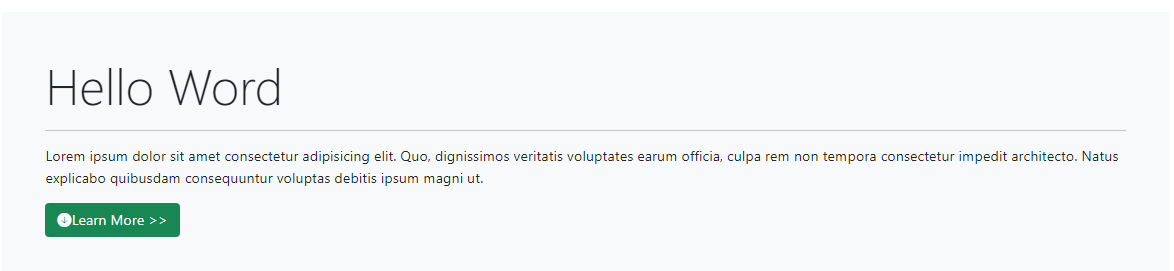 Hello Word
Lorem ipsum dolor sit amet consectetur adipisicing elit. Quo, dignissimos veritatis voluptates earum officia, culpa rem non tempora consectetur impedit architecto. Natus
explicabo quibusdam consequuntur voluptas debitis ipsum magni ut.
Learn More >>